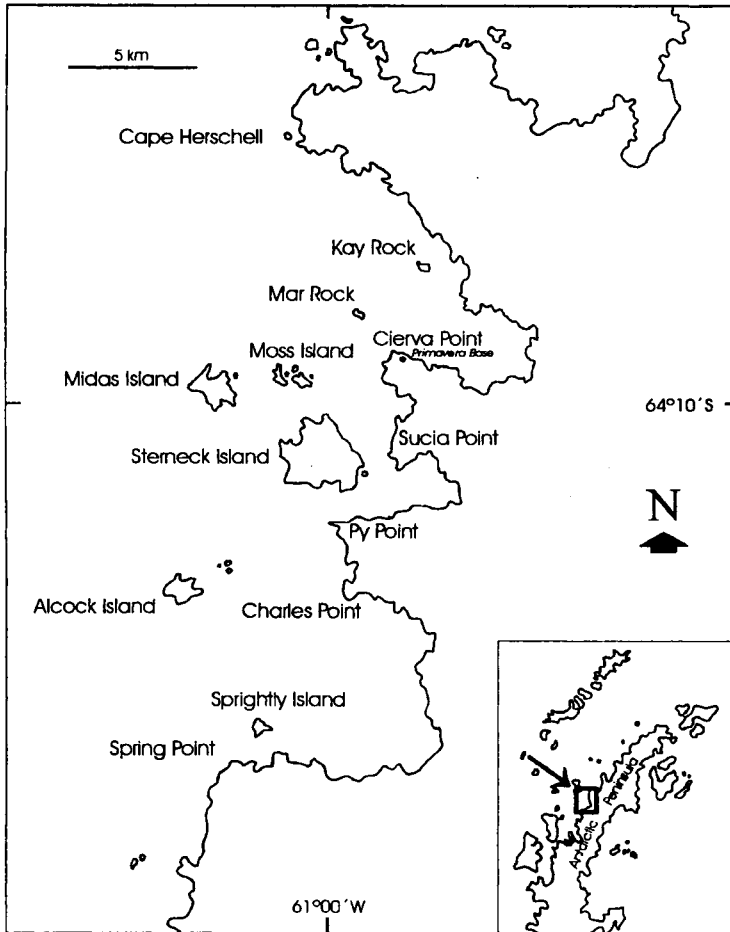 5 km
Cape Herschell
Kay Rock
Mar Rock
Cierva Point
Primavera Base
Moss Island
Midas Island
64°10´S
Sucia Point
Sterneck Island
N
Py Point
Alcock Island
Charles Point
Sprightly Island
Spring Point
Peninsula
Antarctic
61°00´W